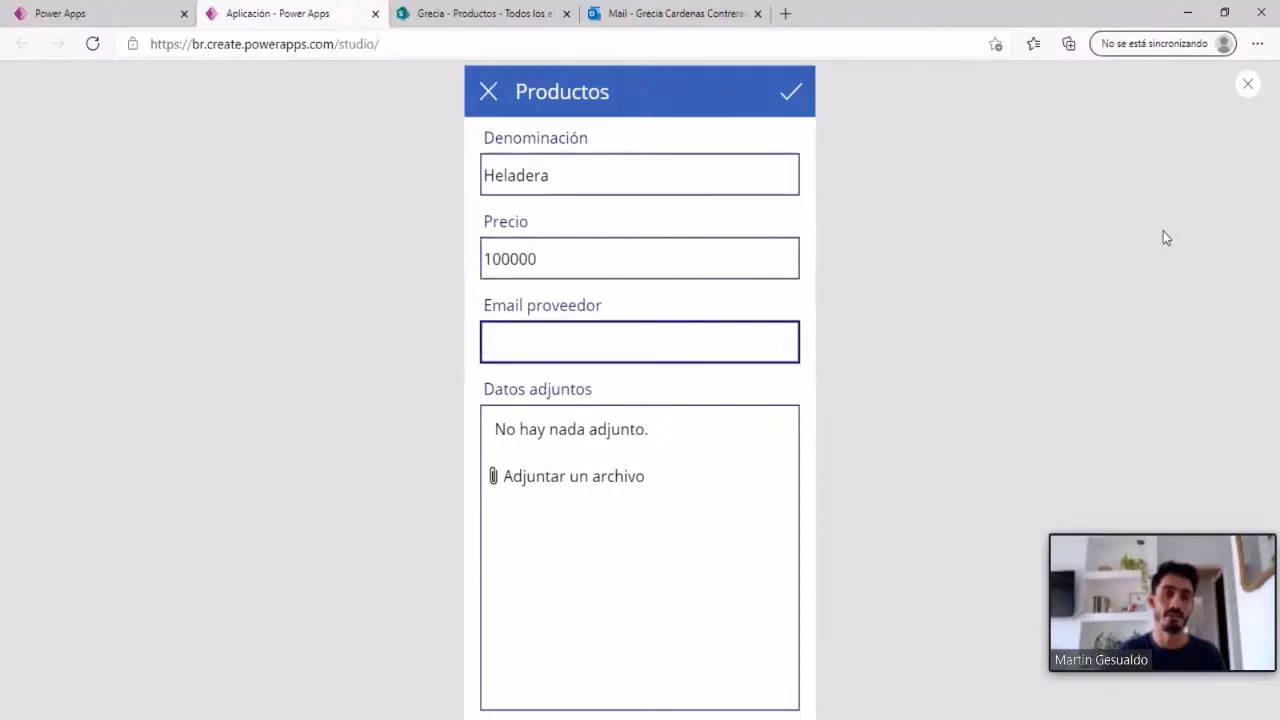 Power Apps
Aplicación - Power Apps
Grecia - Productos - Todos los e
Mail - Grecia Cardenas Contrera
https://br.create.powerapps.com/studio/
No se está sincronizando
Productos
Denominación
Heladera
Precio
100000
Email proveedor
Datos adjuntos
No hay nada adjunto.
Adjuntar un archivo
Martin Gesualdo